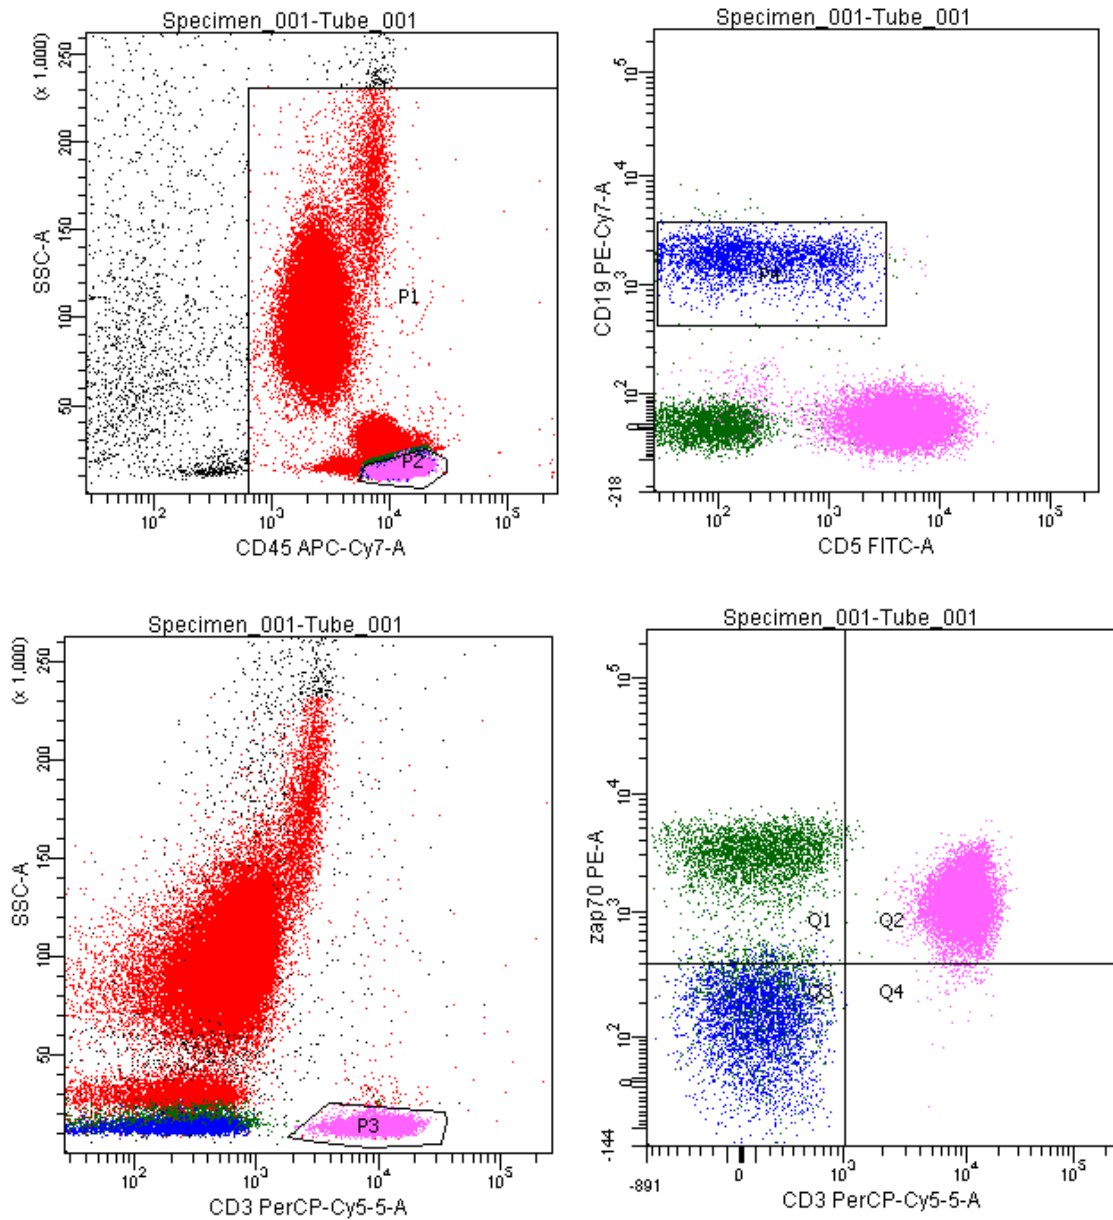 Specimen_001-Tube_001
(x 1,000)
250
200
150
100
50
SSC-A
P1
P2
10^2 10^3 10^4 10^5
CD45 APC-Cy7-A
Specimen_001-Tube_001
10^5
10^4
10^3
10^2
0
-218
CD19 PE-Cy7-A
P4
10^2 10^3 10^4 10^5
CD5 FITC-A
Specimen_001-Tube_001
(x 1,000)
250
200
150
100
50
SSC-A
P3
10^2 10^3 10^4 10^5
CD3 PerCP-Cy5-5-A
Specimen_001-Tube_001
10^5
10^4
10^3
10^2
0
-144
zap70 PE-A
Q1 Q2
Q3 Q4
-891 0 10^3 10^4 10^5
CD3 PerCP-Cy5-5-A